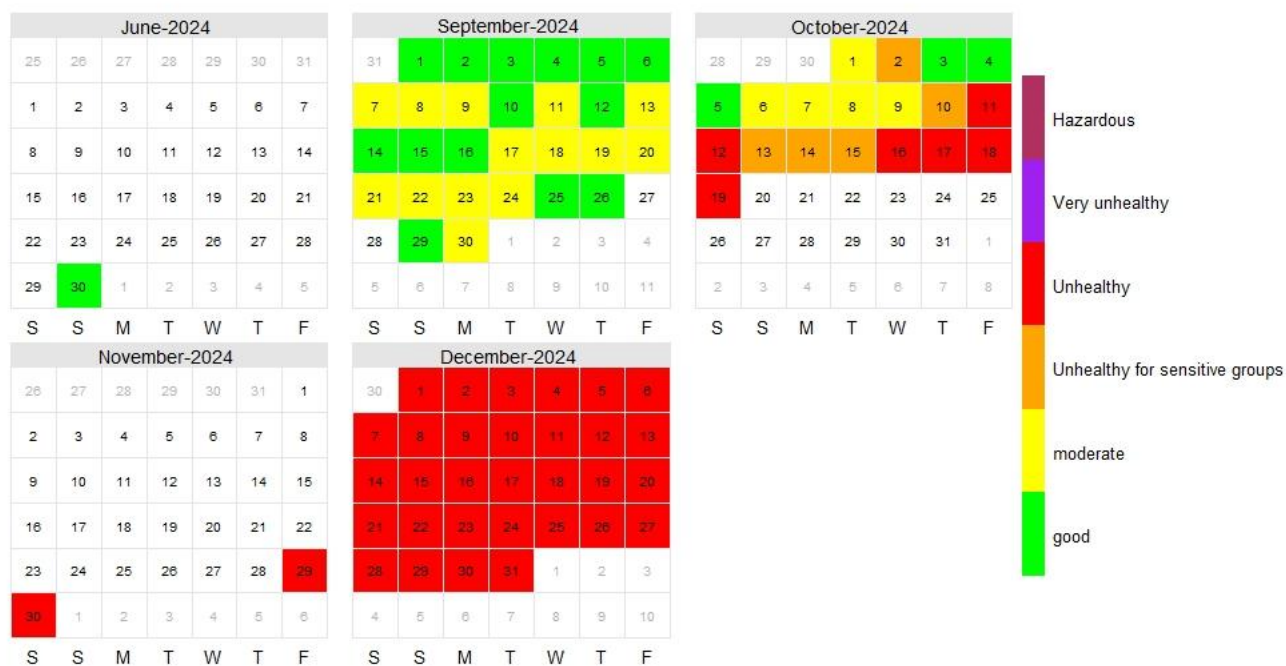 June-2024
25 26 27 28 29 30 31
1 2 3 4 5 6 7
8 9 10 11 12 13 14
15 16 17 18 19 20 21
22 23 24 25 26 27 28
29 30 1 2 3 4 5
S S M T W T F
September-2024
31 1 2 3 4 5 6
7 8 9 10 11 12 13
14 15 16 17 18 19 20
21 22 23 24 25 26 27
28 29 30 1 2 3 4
5 6 7 8 9 10 11
S S M T W T F
October-2024
28 29 30 1 2 3 4
5 6 7 8 9 10 11
12 13 14 15 16 17 18
19 20 21 22 23 24 25
26 27 28 29 30 31 1
2 3 4 5 6 7 8
S S M T W T F
November-2024
26 27 28 29 30 31 1
2 3 4 5 6 7 8
9 10 11 12 13 14 15
16 17 18 19 20 21 22
23 24 25 26 27 28 29
30 1 2 3 4 5 6
S S M T W T F
December-2024
30 1 2 3 4 5 6
7 8 9 10 11 12 13
14 15 16 17 18 19 20
21 22 23 24 25 26 27
28 29 30 31 1 2 3
4 5 6 7 8 9 10
S S M T W T F
Hazardous
Very unhealthy
Unhealthy
Unhealthy for sensitive groups
moderate
good